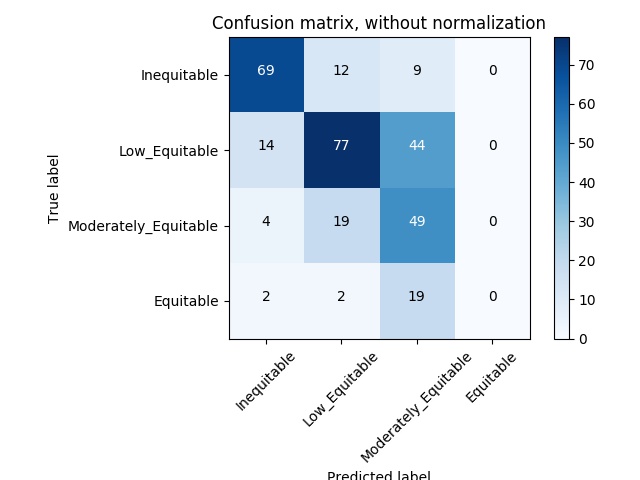 Confusion matrix, without normalization
Inequitable 69 12 9 0
Low_Equitable 14 77 44 0
Moderately_Equitable 4 19 49 0
Equitable 2 2 19 0
True label
Inequitable Low_Equitable Moderately_Equitable Equitable
Predicted label
70
60
50
40
30
20
10
0